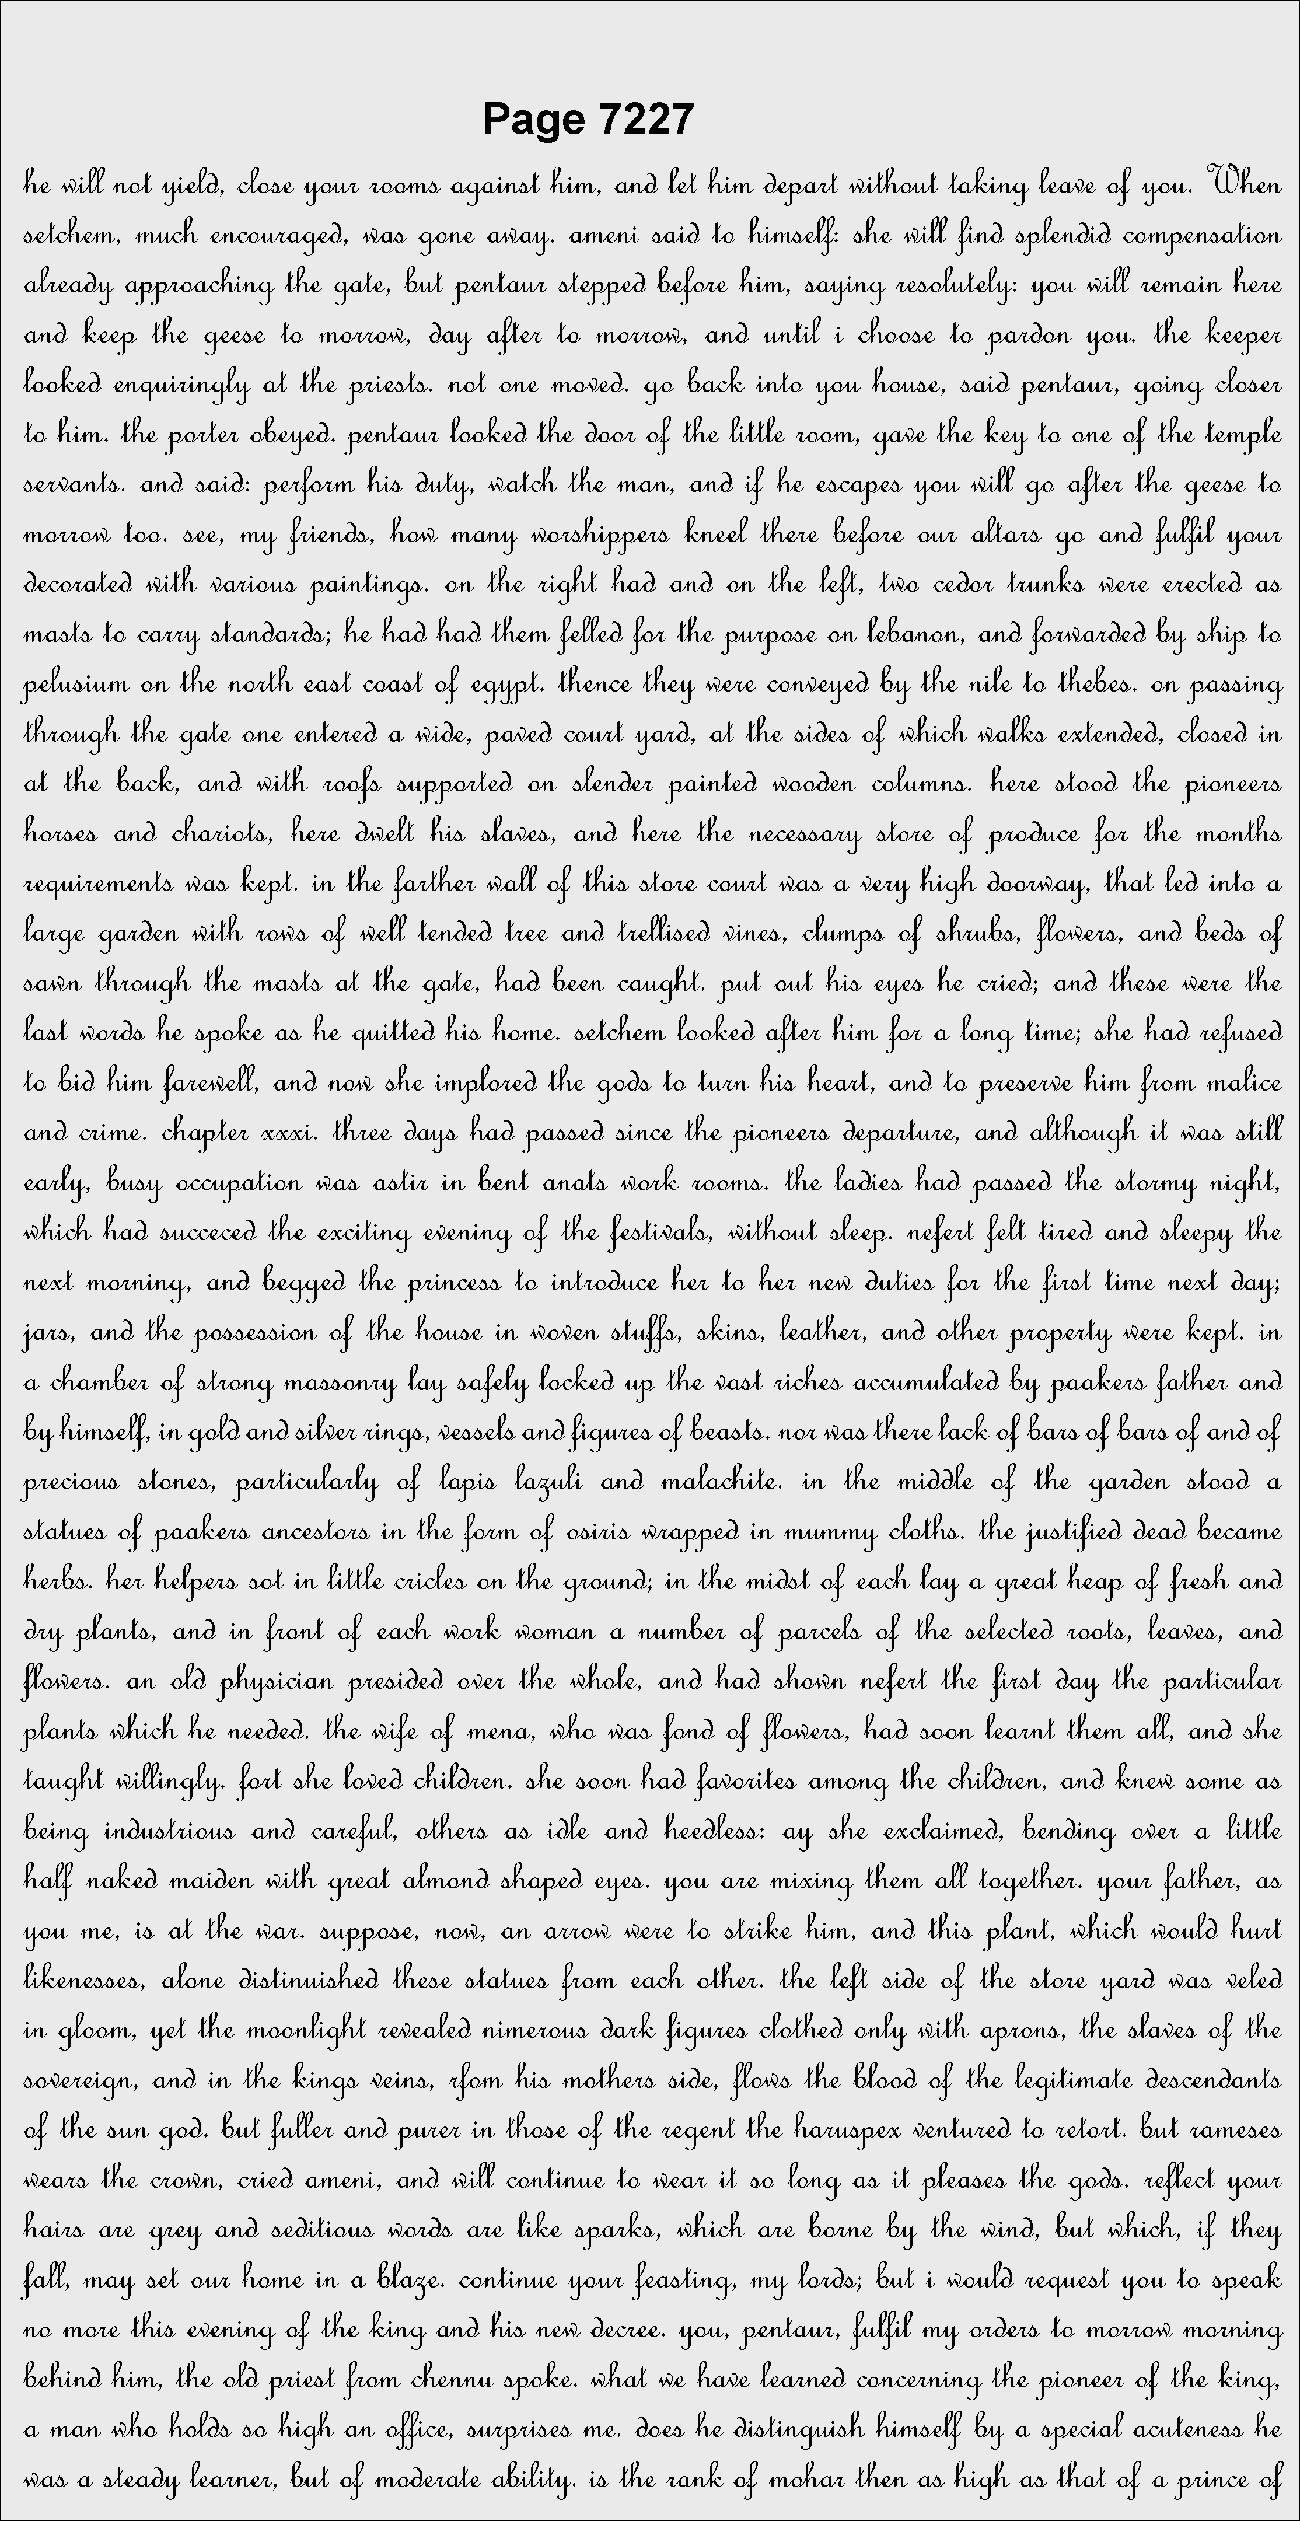 Page 7227
he will not yield, close your rooms against him, and let him depart without taking leave of you. When
setchem, much encouraged, was gone away. ameni said to himself: she will find splendid compensation
already approaching the gate, but pentaur stepped before him, saying resolutely: you will remain here
and keep the geese to morrow, day after to morrow, and until i choose to pardon you. the keeper
looked enquiringly at the priests. not one moved. go back into you house, said pentaur, going closer
to him. the porter obeyed. pentaur looked the door of the little room, gave the key to one of the temple
servants. and said: perform his duty, watch the man, and if he escapes you will go after the geese to
morrow too. see, my friends, how many worshippers kneel there before our altars go and fulfil your
decorated with various paintings. on the right had and on the left, two cedor trunks were erected as
masts to carry standards; he had had them felled for the purpose on lebanon, and forwarded by ship to
pelusium on the north east coast of egypt. thence they were conveyed by the nile to thebes. on passing
through the gate one entered a wide, paved court yard, at the sides of which walks extended, closed in
at the back, and with roofs supported on slender painted wooden columns. here stood the pioneers
horses and chariots, here dwelt his slaves, and here the necessary store of produce for the months
requirements was kept. in the farther wall of this store court was a very high doorway, that led into a
large garden with rows of well tended tree and trellised vines, clumps of shrubs, flowers, and beds of
sawn through the masts at the gate, had been caught. put out his eyes he cried; and these were the
last words he spoke as he quitted his home. setchem looked after him for a long time; she had refused
to bid him farewell, and now she implored the gods to turn his heart, and to preserve him from malice
and crime. chapter xxxi. three days had passed since the pioneers departure, and although it was still
early, busy occupation was astir in bent anats work rooms. the ladies had passed the stormy night,
which had succeced the exciting evening of the festivals, without sleep. nefert felt tired and sleepy the
next morning, and begged the princess to introduce her to her new duties for the first time next day;
jars, and the possession of the house in woven stuffs, skins, leather, and other property were kept. in
a chamber of strong massonry lay safely locked up the vast riches accumulated by paakers father and
by himself, in gold and silver rings, vessels and figures of beasts. nor was there lack of bars of bars of and of
precious stones, particularly of lapis lazuli and malachite. in the middle of the garden stood a
statues of paakers ancestors in the form of osiris wrapped in mummy cloths. the justified dead became
herbs. her helpers sot in little cricles on the ground; in the midst of each lay a great heap of fresh and
dry plants, and in front of each work woman a number of parcels of the selected roots, leaves, and
flowers. an old physician presided over the whole, and had shown nefert the first day the particular
plants which he needed. the wife of mena, who was fond of flowers, had soon learnt them all, and she
taught willingly. fort she loved children. she soon had favorites among the children, and knew some as
being industrious and careful, others as idle and heedless: ay she exclaimed, bending over a little
half naked maiden with great almond shaped eyes. you are mixing them all together. your father, as
you me, is at the war. suppose, now, an arrow were to strike him, and this plant, which would hurt
likenesses, alone distinuished these statues from each other. the left side of the store yard was veled
in gloom, yet the moonlight revealed nimerous dark figures clothed only with aprons, the slaves of the
sovereign, and in the kings veins, rfom his mothers side, flows the blood of the legitimate descendants
of the sun god. but fuller and purer in those of the regent the haruspex ventured to retort. but rameses
wears the crown, cried ameni, and will continue to wear it so long as it pleases the gods. reflect your
hairs are grey and seditious words are like sparks, which are borne by the wind, but which, if they
fall, may set our home in a blaze. continue your feasting, my lords; but i would request you to speak
no more this evening of the king and his new decree. you, pentaur, fulfil my orders to morrow morning
behind him, the old priest from chennu spoke. what we have learned concerning the pioneer of the king,
a man who holds so high an office, surprises me. does he distinguish himself by a special acuteness he
was a steady learner, but of moderate ability. is the rank of mohar then as high as that of a prince of